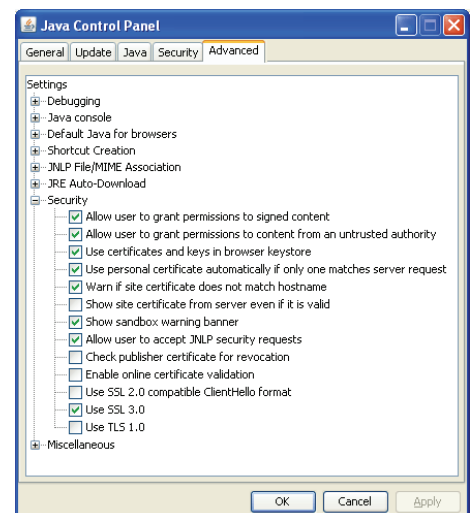 Java Control Panel
General Update Java Security Advanced
Settings
Debugging
Java console
Default Java for browsers
Shortcut Creation
JNLP File/MIME Association
JRE Auto-Download
Security
Allow user to grant permissions to signed content
Allow user to grant permissions to content from an untrusted authority
Use certificates and keys in browser keystore
Use personal certificate automatically if only one matches server request
Warn if site certificate does not match hostname
Show site certificate from server even if it is valid
Show sandbox warning banner
Allow user to accept JNLP security requests
Check publisher certificate for revocation
Enable online certificate validation
Use SSL 2.0 compatible ClientHello format
Use SSL 3.0
Use TLS 1.0
Miscellaneous
OK Cancel Apply